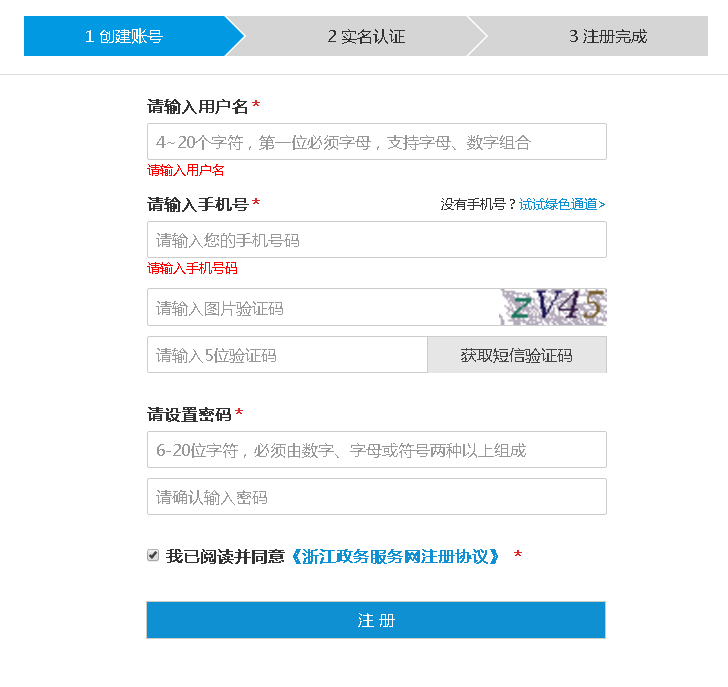 1 创建账号
2 实名认证
3 注册完成
请输入用户名*
4~20个字符，第一位必须字母，支持字母、数字组合
请输入用户名
请输入手机号*
没有手机号？试试绿色通道>
请输入您的手机号码
请输入手机号码
请输入图片验证码
zV45
请输入5位验证码
获取短信验证码
请设置密码*
6-20位字符，必须由数字、字母或符号两种以上组成
请确认输入密码
我已阅读并同意《浙江政务服务网注册协议》 *
注 册